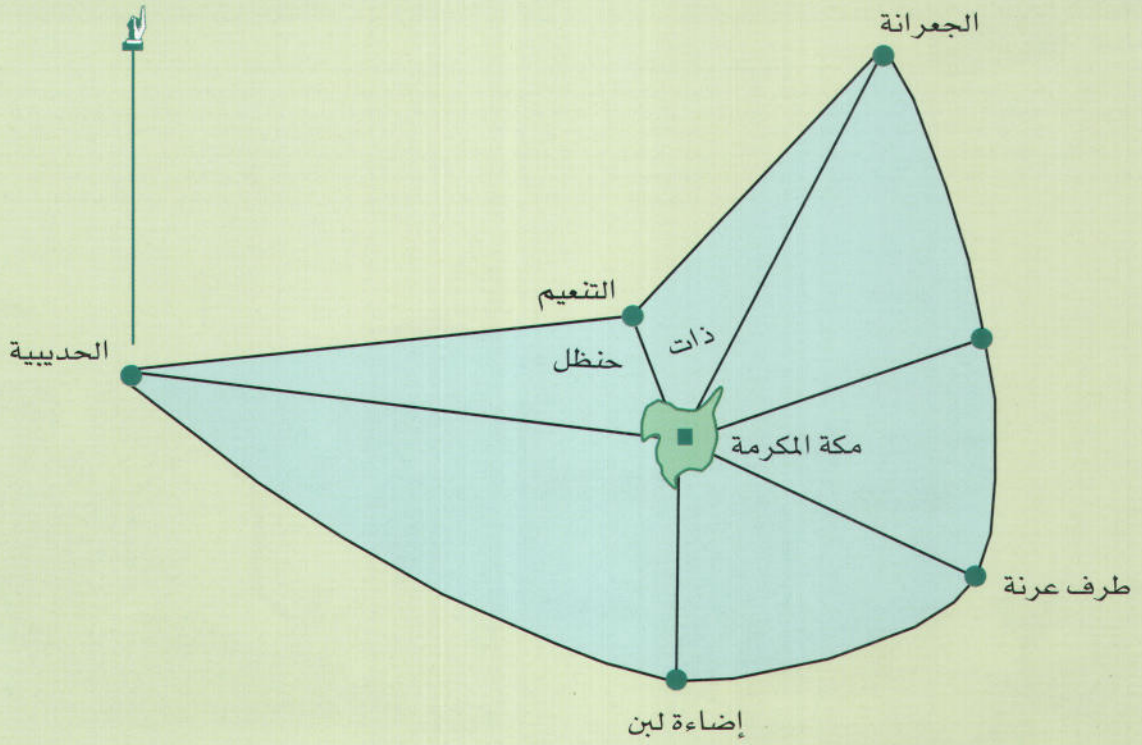 الجعرانة
التنعيم
ذات
حنظل
الحديبية
مكة المكرمة
طرف عرنة
إضاءة لبن